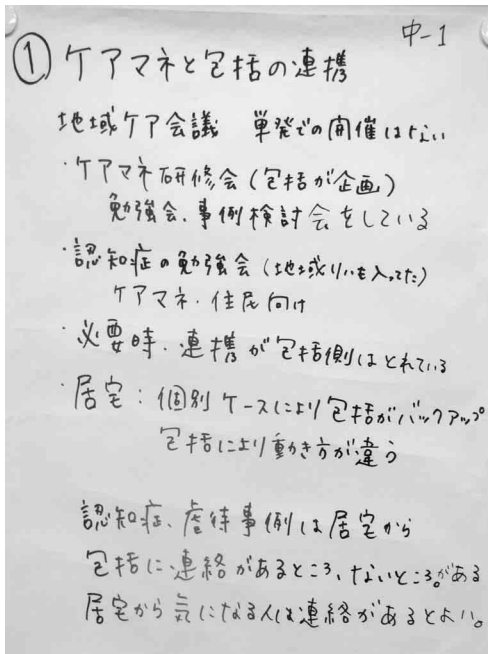 中-1
① ケアマネと包括の連携
地域ケア会議 単発での開催はない
・ケアマネ研修会(包括が企画)
勉強会、事例検討会をしている
・認知症の勉強会(地域リハも入ってた)
ケアマネ・住民向け
・必要時・連携が包括側はとれている
・居宅:個別ケースにより包括がバックアップ
包括により動き方が違う
認知症、虐待事例は居宅から
包括に連絡があるところ、ないところがある
居宅から気になる人は連絡があるとよい。